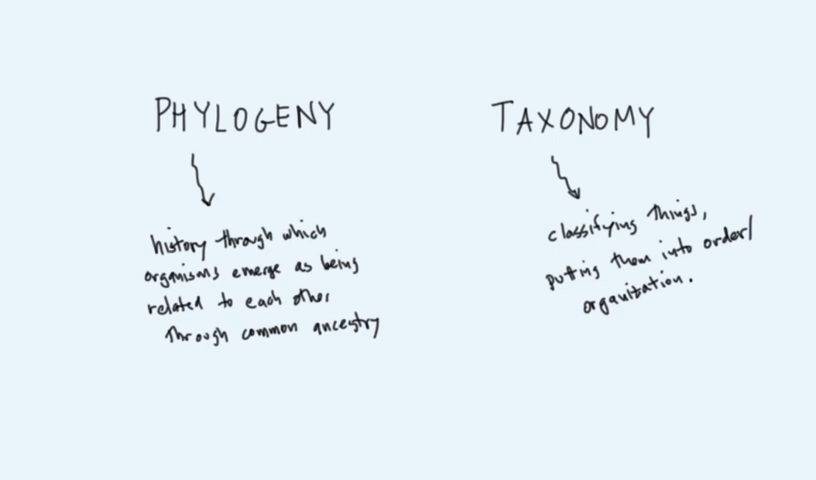 PHYLOGENY
history through which
organisms emerge as being
related to each other
through common ancestry
TAXONOMY
classifying things,
putting them into order/
organization.